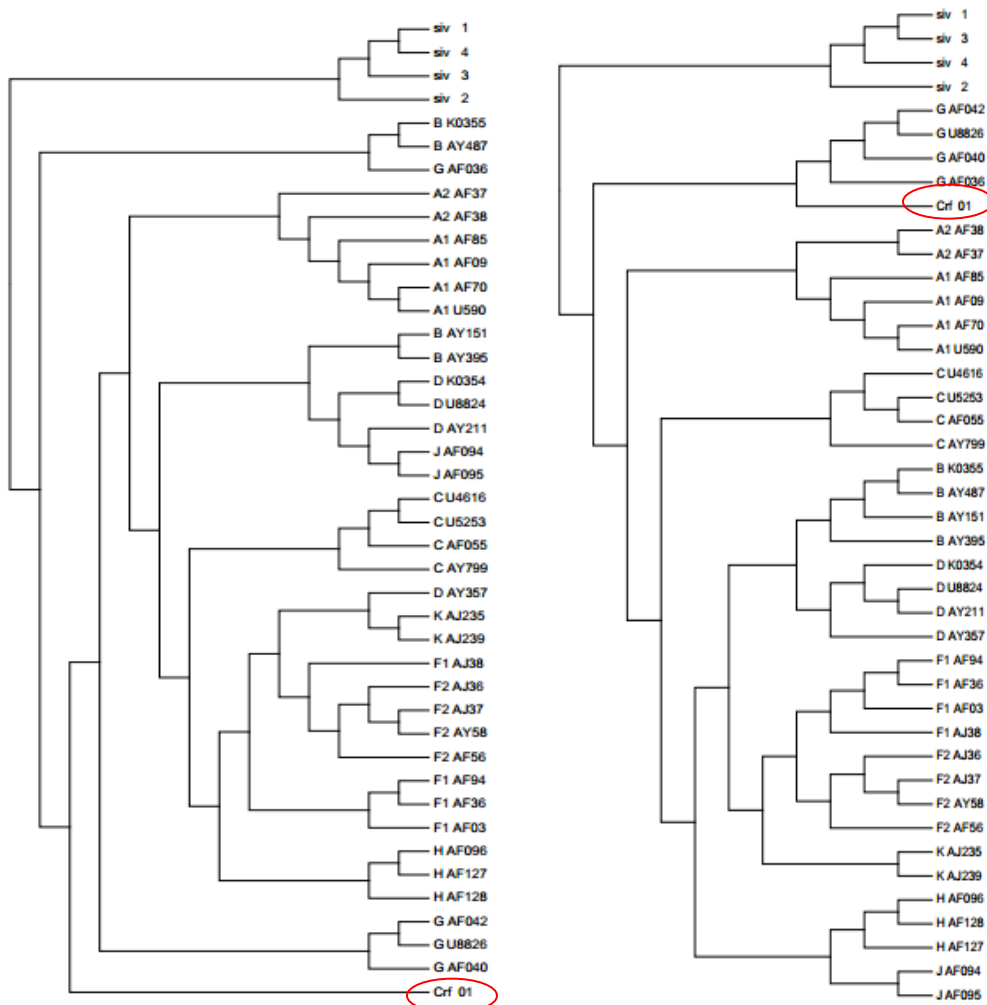 siv 1
siv 4
siv 3
siv 2
B K0355
B AY487
G AF036
A2 AF37
A2 AF38
A1 AF85
A1 AF09
A1 AF70
A1 U590
B AY151
B AY395
D K0354
D U8824
D AY211
J AF094
J AF095
C U4616
C U5253
C AF055
C AY799
D AY357
K AJ235
K AJ239
F1 AJ38
F2 AJ36
F2 AJ37
F2 AY58
F2 AF56
F1 AF94
F1 AF36
F1 AF03
H AF096
H AF127
H AF128
G AF042
G U8826
G AF040
Crf 01
siv 1
siv 3
siv 4
siv 2
G AF042
G U8826
G AF040
G AF036
Crf 01
A2 AF38
A2 AF37
A1 AF85
A1 AF09
A1 AF70
A1 U590
C U4616
C U5253
C AF055
C AY799
B K0355
B AY487
B AY151
B AY395
D K0354
D U8824
D AY211
D AY357
F1 AF94
F1 AF36
F1 AF03
F1 AJ38
F2 AJ36
F2 AJ37
F2 AY58
F2 AF56
K AJ235
K AJ239
H AF096
H AF128
H AF127
J AF094
J AF095